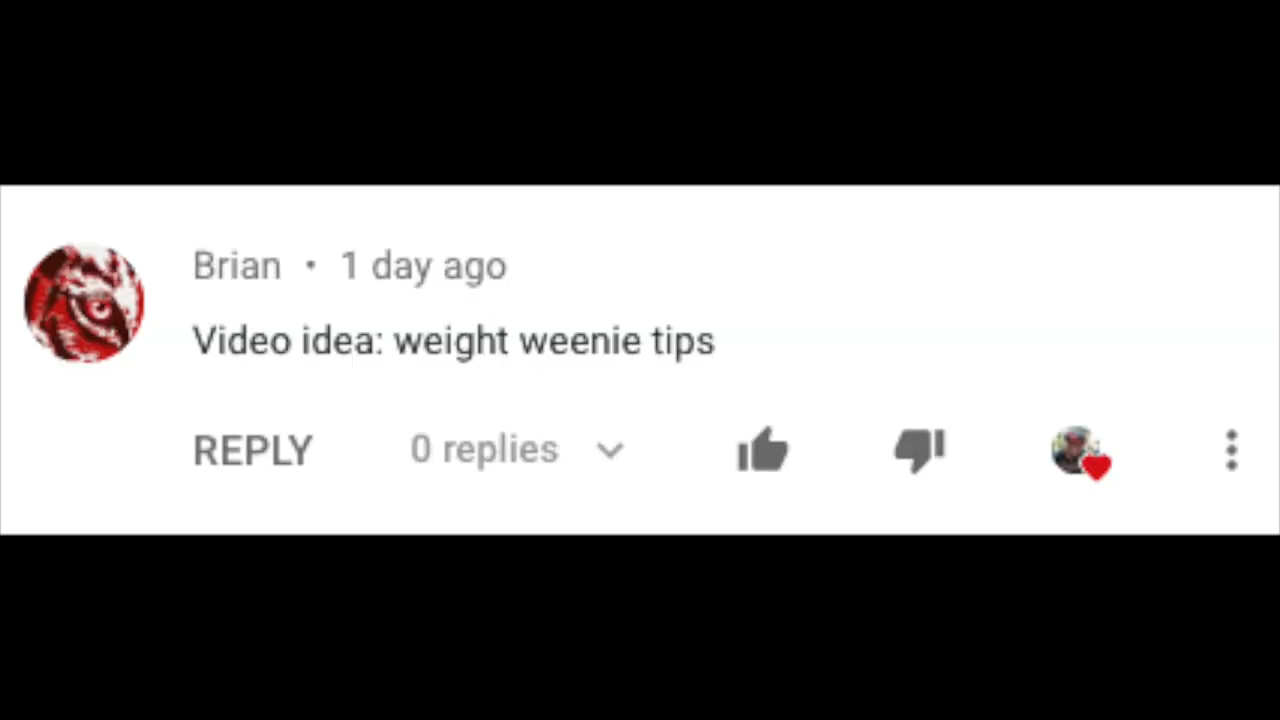 Brian • 1 day ago
Video idea: weight weenie tips
REPLY 0 replies